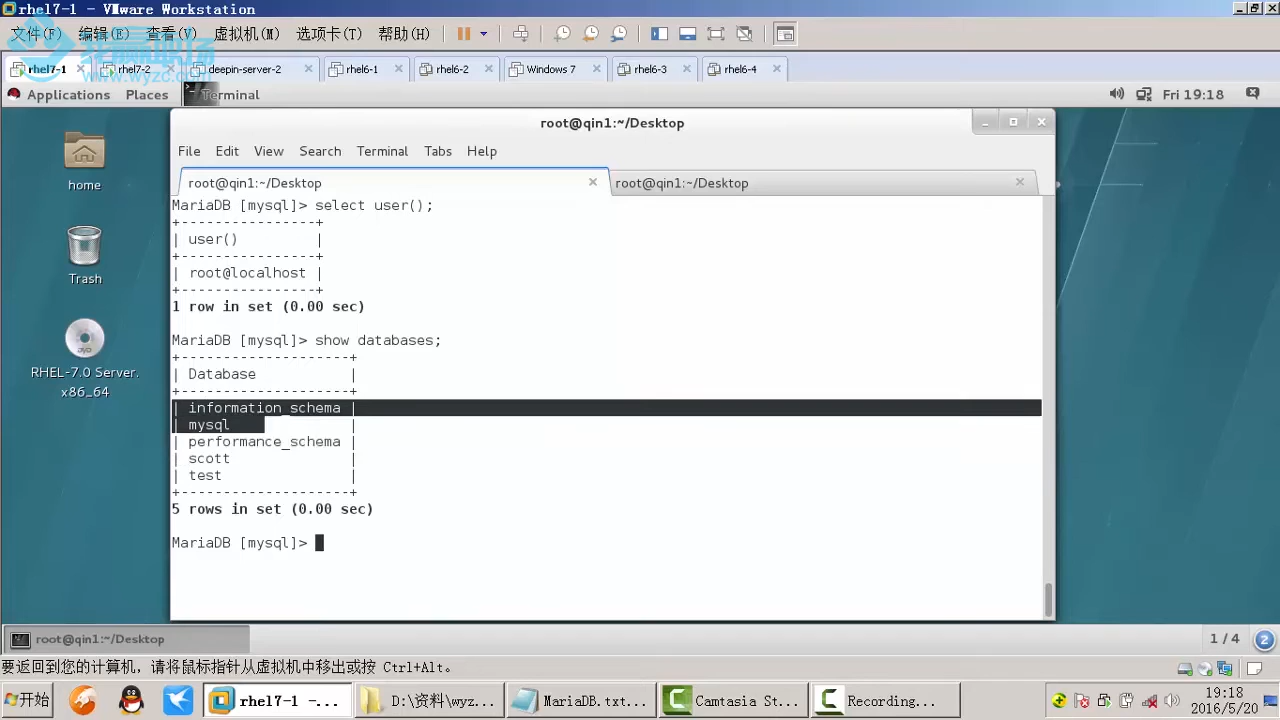 rhel7-1 - VMware Workstation
文件(F) 编辑(E) 查看(V) 虚拟机(M) 选项卡(T) 帮助(H)
www.wyzc.com
rhel7-1 rhel7-2 deepin-server-2 rhel6-1 rhel6-2 Windows 7 rhel6-3 rhel6-4
Applications Places Terminal Fri 19:18
root@qin1:~/Desktop
File Edit View Search Terminal Tabs Help
root@qin1:~/Desktop root@qin1:~/Desktop
home
Trash
RHEL-7.0 Server.
x86_64
MariaDB [mysql]> select user();
+----------------+
| user()         |
+----------------+
| root@localhost |
+----------------+
1 row in set (0.00 sec)
MariaDB [mysql]> show databases;
+--------------------+
| Database           |
+--------------------+
| information_schema |
| mysql              |
| performance_schema |
| scott              |
| test               |
+--------------------+
5 rows in set (0.00 sec)
MariaDB [mysql]>
root@qin1:~/Desktop 1 / 4 2
要返回到您的计算机，请将鼠标指针从虚拟机中移出或按 Ctrl+Alt。
开始 rhel7-1 -... D:\资料\wyz... MariaDB.txt... Camtasia St... Recording... 19:18
2016/5/20